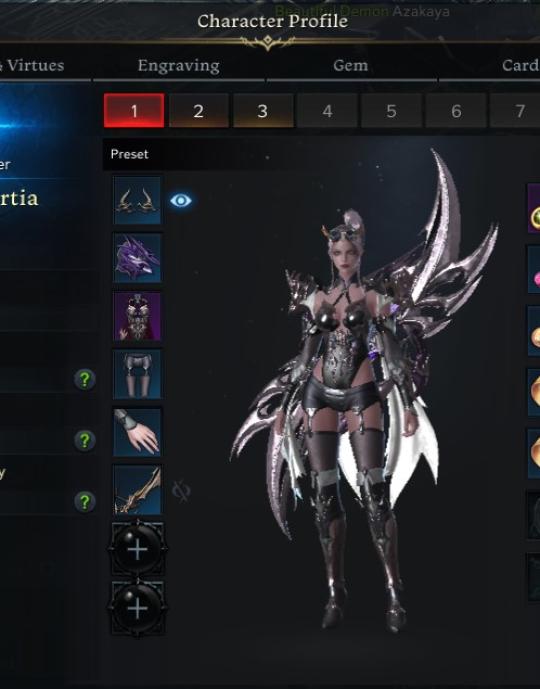 Beautiful Demon Azakaya
Character Profile
& Virtues
Engraving
Gem
Card
1
2
3
4
5
6
7
Preset
er
rtia
?
?
y
?